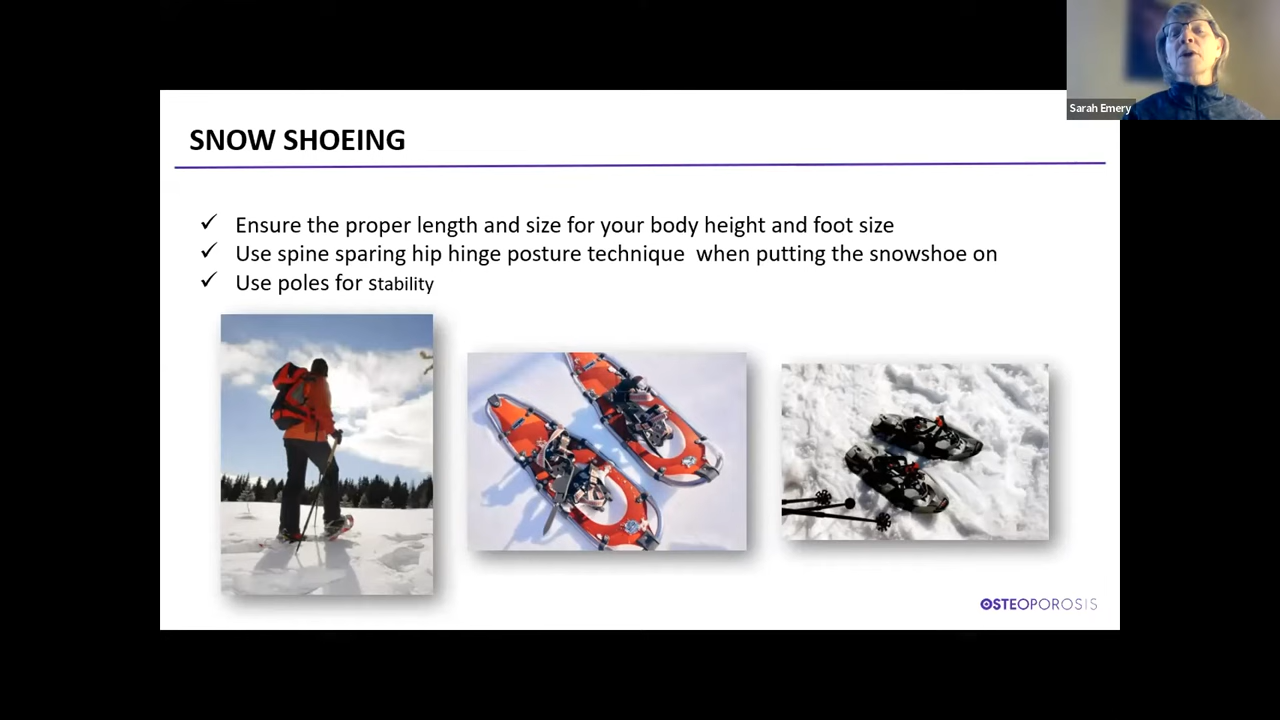 Sarah Emery
SNOW SHOEING
✓ Ensure the proper length and size for your body height and foot size
✓ Use spine sparing hip hinge posture technique when putting the snowshoe on
✓ Use poles for stability
OSTEOPOROSIS